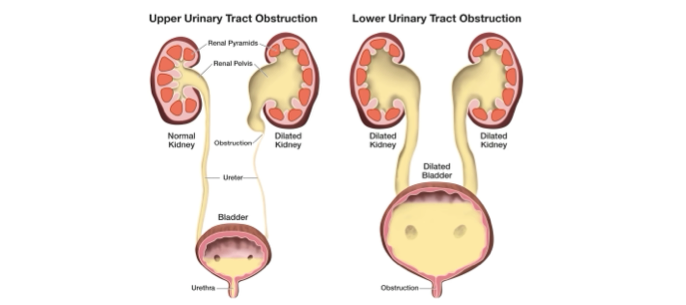 Upper Urinary Tract Obstruction
Renal Pyramids
Renal Pelvis
Normal
Kidney
Obstruction
Dilated
Kidney
Ureter
Bladder
Urethra
Lower Urinary Tract Obstruction
Dilated
Kidney
Dilated
Kidney
Dilated
Bladder
Obstruction